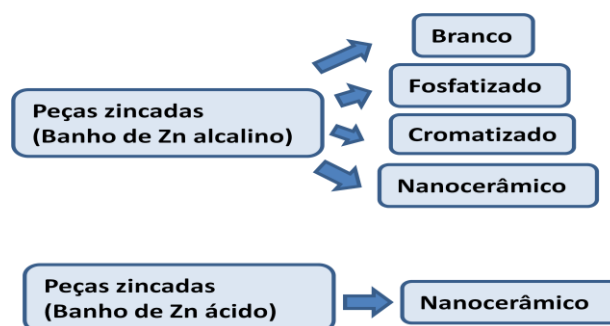 Branco
Fosfatizado
Peças zincadas
(Banho de Zn alcalino)
Cromatizado
Nanocerâmico
Peças zincadas
(Banho de Zn ácido)
Nanocerâmico